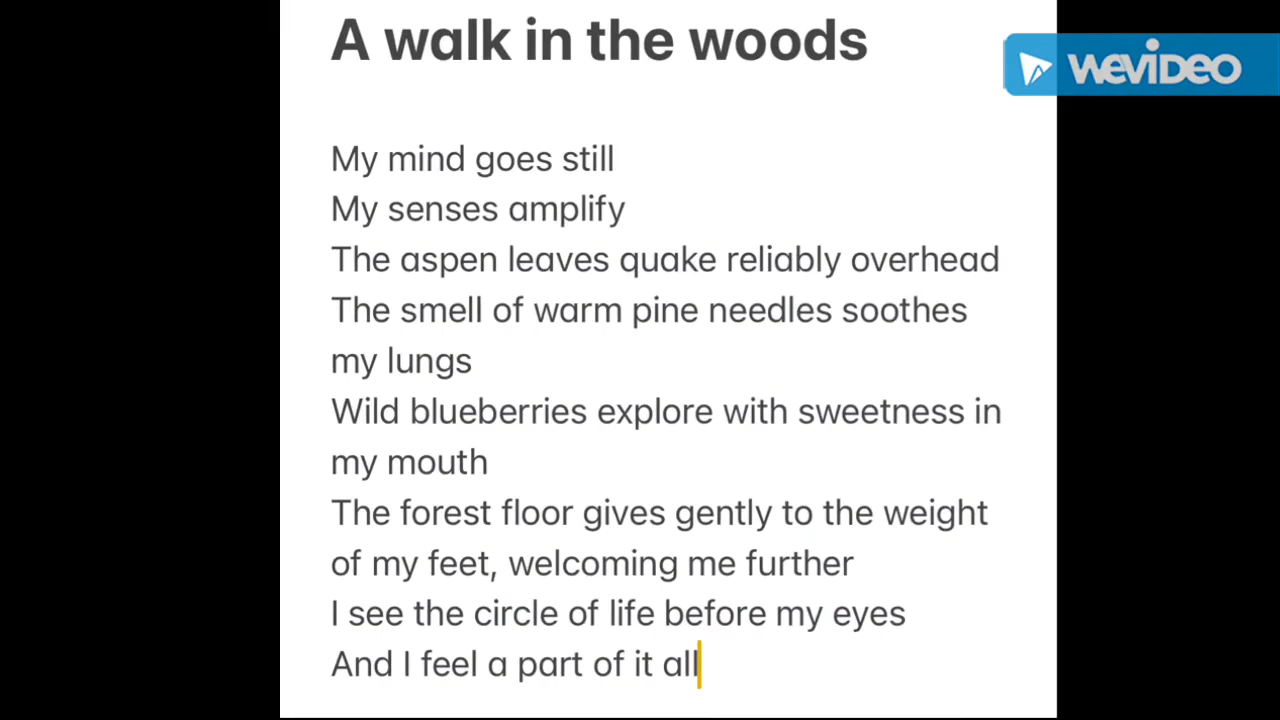 A walk in the woods
WEVIDEO
My mind goes still
My senses amplify
The aspen leaves quake reliably overhead
The smell of warm pine needles soothes
my lungs
Wild blueberries explore with sweetness in
my mouth
The forest floor gives gently to the weight
of my feet, welcoming me further
I see the circle of life before my eyes
And I feel a part of it all